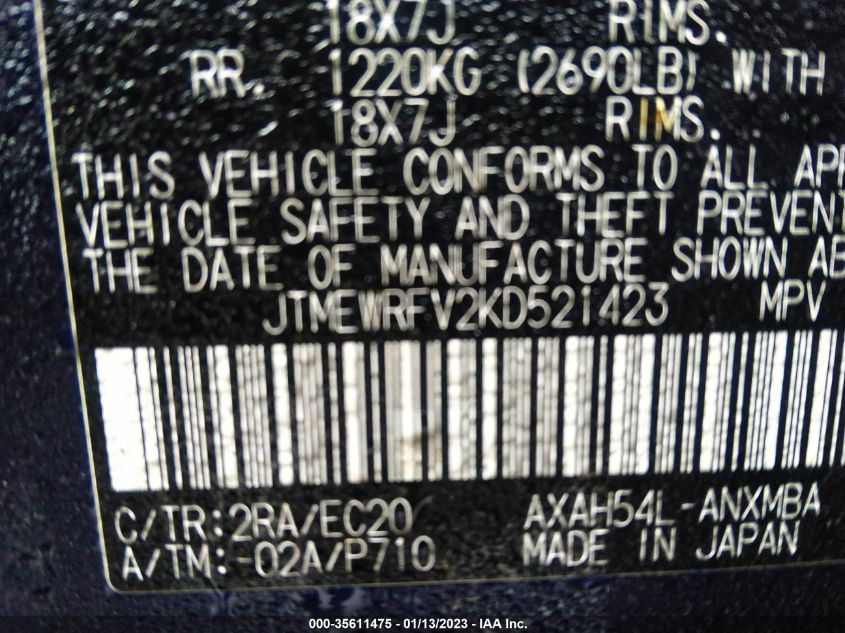 18X7J RIMS.
RR. 1220KG (2690LB) WITH
18X7J RIMS.
THIS VEHICLE CONFORMS TO ALL APP
VEHICLE SAFETY AND THEFT PREVENT
THE DATE OF MANUFACTURE SHOWN AB
JTMEWRFV2KD521423 MPV
C/TR:2RA/EC20 AXAH54L-ANXMBA
A/TM:-02A/P710 MADE IN JAPAN
000-35611475 - 01/13/2023 - © IAA Inc.